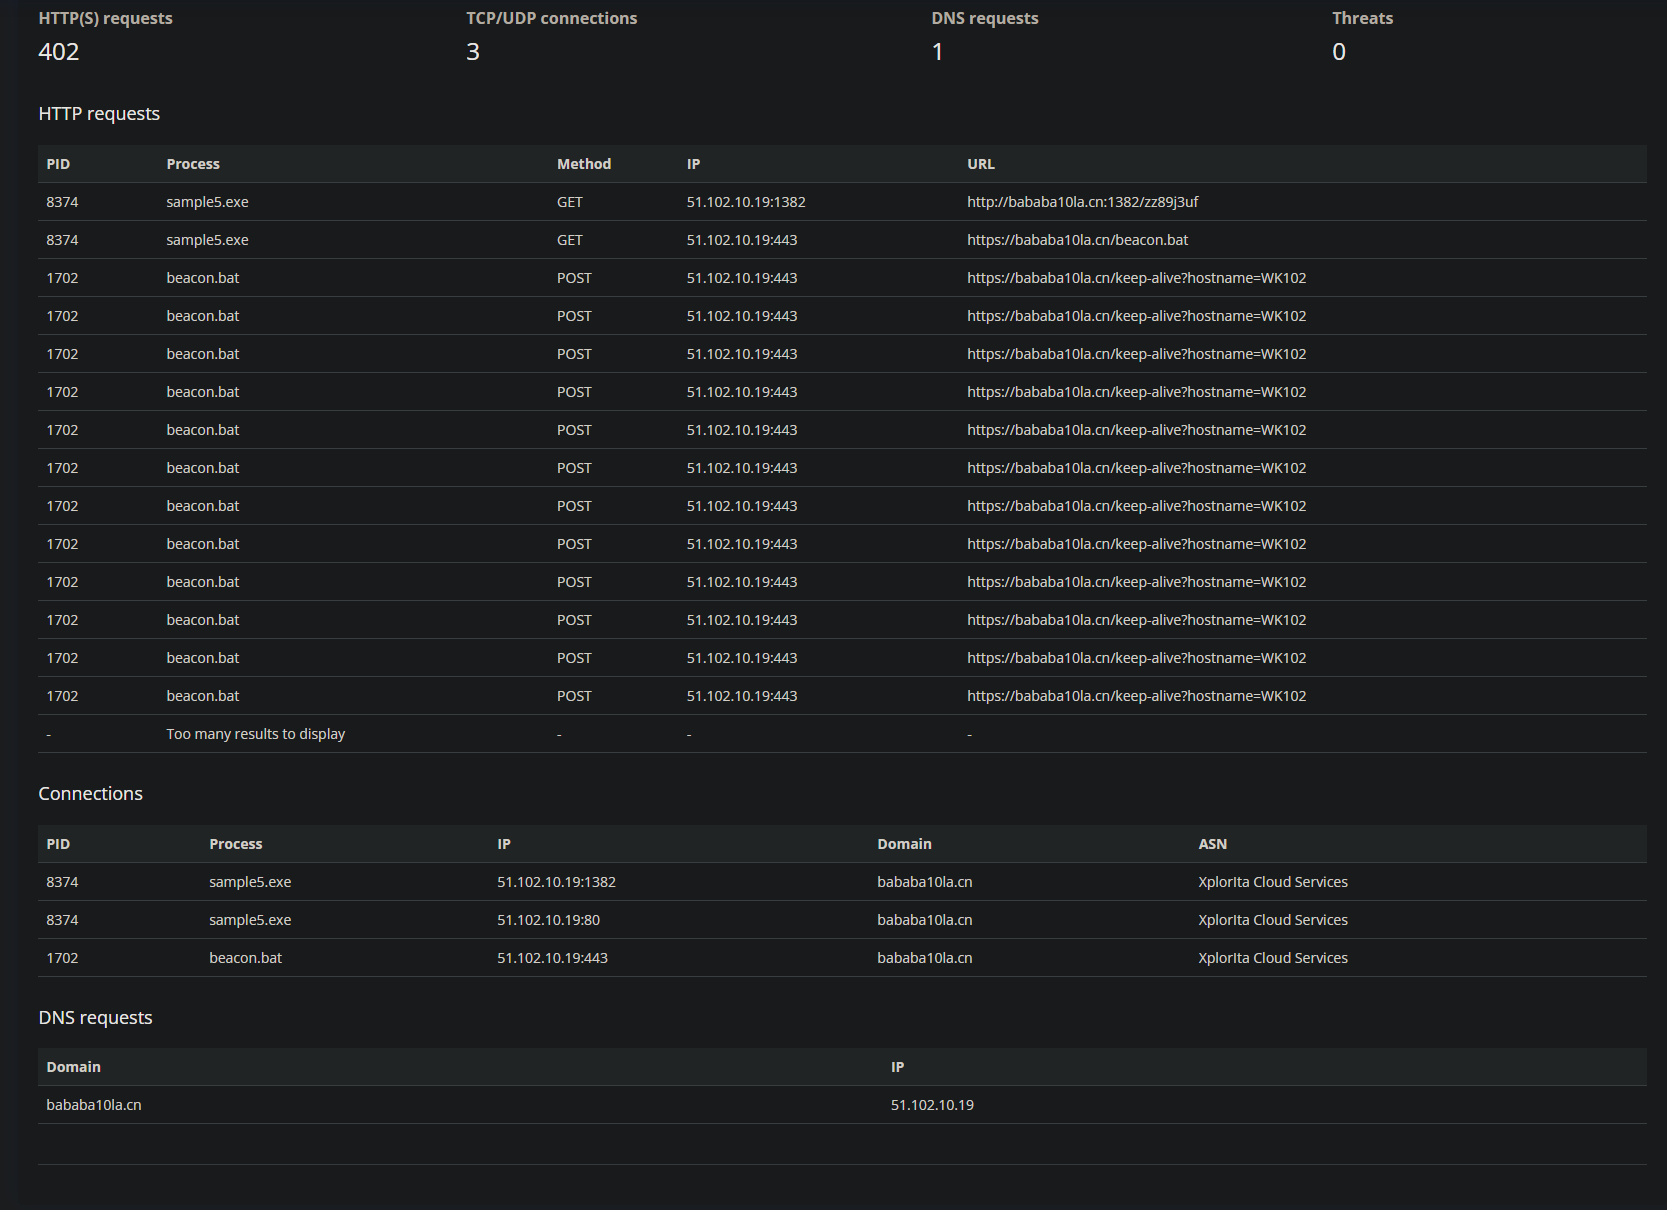 HTTP(S) requests TCP/UDP connections DNS requests Threats
402 3 1 0
HTTP requests
PID Process Method IP URL
8374 sample5.exe GET 51.102.10.19:1382 http://bababa10la.cn:1382/zz89j3uf
8374 sample5.exe GET 51.102.10.19:443 https://bababa10la.cn/beacon.bat
1702 beacon.bat POST 51.102.10.19:443 https://bababa10la.cn/keep-alive?hostname=WK102
1702 beacon.bat POST 51.102.10.19:443 https://bababa10la.cn/keep-alive?hostname=WK102
1702 beacon.bat POST 51.102.10.19:443 https://bababa10la.cn/keep-alive?hostname=WK102
1702 beacon.bat POST 51.102.10.19:443 https://bababa10la.cn/keep-alive?hostname=WK102
1702 beacon.bat POST 51.102.10.19:443 https://bababa10la.cn/keep-alive?hostname=WK102
1702 beacon.bat POST 51.102.10.19:443 https://bababa10la.cn/keep-alive?hostname=WK102
1702 beacon.bat POST 51.102.10.19:443 https://bababa10la.cn/keep-alive?hostname=WK102
1702 beacon.bat POST 51.102.10.19:443 https://bababa10la.cn/keep-alive?hostname=WK102
1702 beacon.bat POST 51.102.10.19:443 https://bababa10la.cn/keep-alive?hostname=WK102
1702 beacon.bat POST 51.102.10.19:443 https://bababa10la.cn/keep-alive?hostname=WK102
1702 beacon.bat POST 51.102.10.19:443 https://bababa10la.cn/keep-alive?hostname=WK102
1702 beacon.bat POST 51.102.10.19:443 https://bababa10la.cn/keep-alive?hostname=WK102
- Too many results to display - - -
Connections
PID Process IP Domain ASN
8374 sample5.exe 51.102.10.19:1382 bababa10la.cn XplorIta Cloud Services
8374 sample5.exe 51.102.10.19:80 bababa10la.cn XplorIta Cloud Services
1702 beacon.bat 51.102.10.19:443 bababa10la.cn XplorIta Cloud Services
DNS requests
Domain IP
bababa10la.cn 51.102.10.19